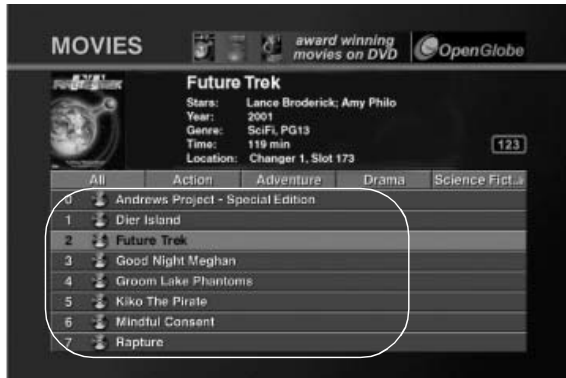 MOVIES
award winning
movies on DVD
OpenGlobe
Future Trek
Stars: Lance Broderick; Amy Philo
Year: 2001
Genre: SciFi, PG13
Time: 119 min
Location: Changer 1, Slot 173
123
All Action Adventure Drama Science Fict...
0 Andrews Project - Special Edition
1 Dier Island
2 Future Trek
3 Good Night Meghan
4 Groom Lake Phantoms
5 Kiko The Pirate
6 Mindful Consent
7 Rapture